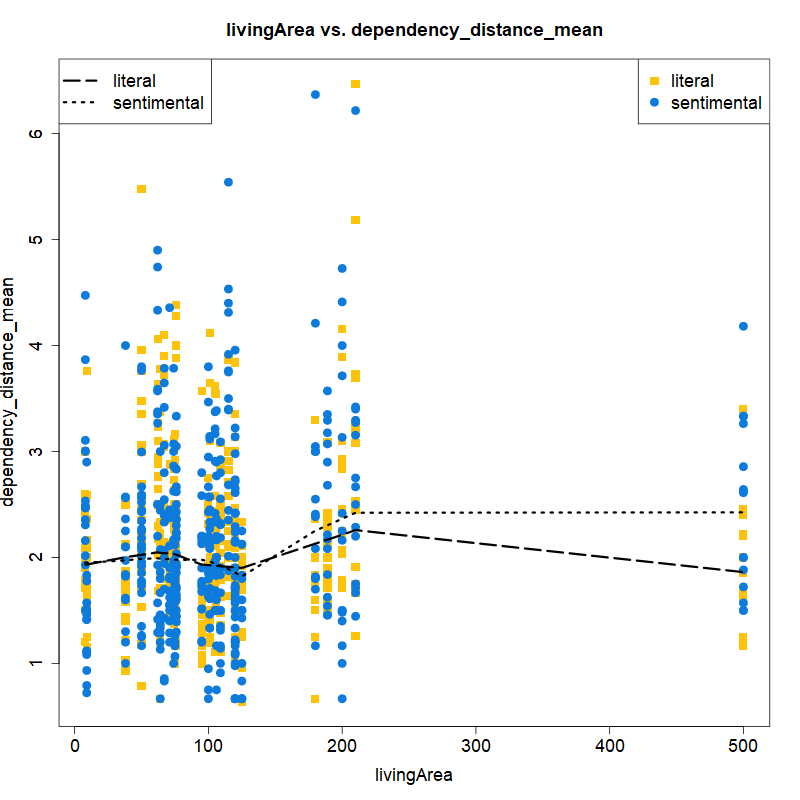 livingArea vs. dependency_distance_mean
literal
sentimental
literal
sentimental
dependency_distance_mean
6
5
4
3
2
1
0
100
200
300
400
500
livingArea